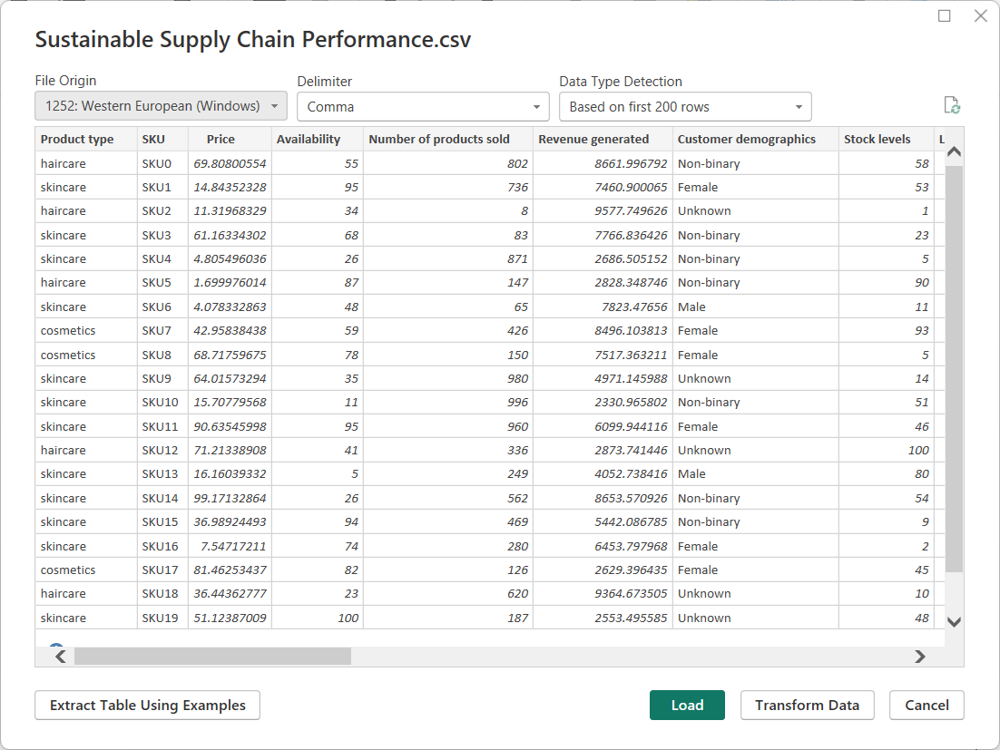 Sustainable Supply Chain Performance.csv
File Origin Delimiter Data Type Detection
1252: Western European (Windows) Comma Based on first 200 rows
Product type SKU Price Availability Number of products sold Revenue generated Customer demographics Stock levels L
haircare SKU0 69.80800554 55 802 8661.996792 Non-binary 58
skincare SKU1 14.84352328 95 736 7460.900065 Female 53
haircare SKU2 11.31968329 34 8 9577.749626 Unknown 1
skincare SKU3 61.16334302 68 83 7766.836426 Non-binary 23
skincare SKU4 4.805496036 26 871 2686.505152 Non-binary 5
haircare SKU5 1.699976014 87 147 2828.348746 Non-binary 90
skincare SKU6 4.078332863 48 65 7823.47656 Male 11
cosmetics SKU7 42.95838438 59 426 8496.103813 Female 93
cosmetics SKU8 68.71759675 78 150 7517.363211 Female 5
skincare SKU9 64.01573294 35 980 4971.145988 Unknown 14
skincare SKU10 15.70779568 11 996 2330.965802 Non-binary 51
skincare SKU11 90.63545998 95 960 6099.944116 Female 46
haircare SKU12 71.21338908 41 336 2873.741446 Unknown 100
skincare SKU13 16.16039332 5 249 4052.738416 Male 80
skincare SKU14 99.17132864 26 562 8653.570926 Non-binary 54
skincare SKU15 36.98924493 94 469 5442.086785 Non-binary 9
skincare SKU16 7.54717211 74 280 6453.797968 Female 2
cosmetics SKU17 81.46253437 82 126 2629.396435 Female 45
haircare SKU18 36.44362777 23 620 9364.673505 Unknown 10
skincare SKU19 51.12387009 100 187 2553.495585 Unknown 48
Extract Table Using Examples Load Transform Data Cancel